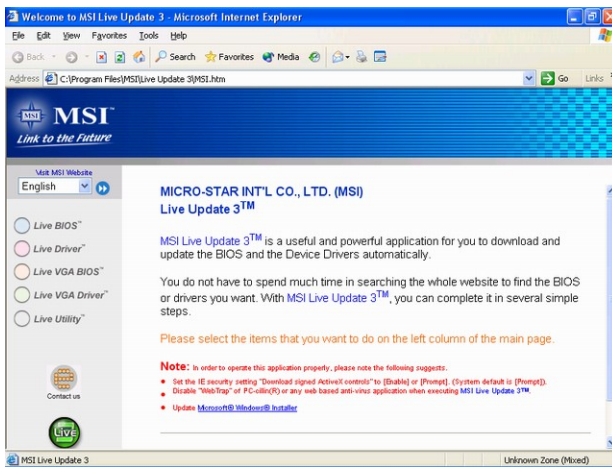 Welcome to MSI Live Update 3 - Microsoft Internet Explorer
File Edit View Favorites Tools Help
Back Search Favorites Media
Address C:\Program Files\MSI\Live Update 3\MSI.htm Go Links
MSI MSI™
Link to the Future
Visit MSI Website
English
Live BIOS™
Live Driver™
Live VGA BIOS™
Live VGA Driver™
Live Utility™
Contact us
Live
MICRO-STAR INT'L CO., LTD. (MSI)
Live Update 3TM
MSI Live Update 3TM is a useful and powerful application for you to download and
update the BIOS and the Device Drivers automatically.
You do not have to spend much time in searching the whole website to find the BIOS
or drivers you want. With MSI Live Update 3TM, you can complete it in several simple
steps.
Please select the items that you want to do on the left column of the main page.
Note: In order to operate this application properly, please note the following suggests.
Set the IE security setting "Download signed ActiveX controls" to [Enable] or [Prompt]. (System default is [Prompt]).
Disable "WebTrap" of PC-cillin(R) or any web based anti-virus application when executing MSI Live Update 3TM.
Update Microsoft® Windows® Installer
MSI Live Update 3 Unknown Zone (Mixed)